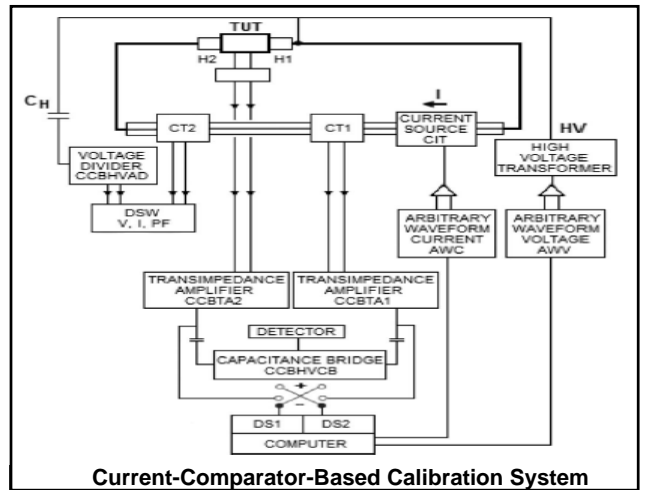 TUT
H2
H1
C_H
I
CT2
CT1
CURRENT
SOURCE
CIT
HV
HIGH
VOLTAGE
TRANSFORMER
VOLTAGE
DIVIDER
CCBHVAD
DSW
V, I, PF
ARBITRARY
WAVEFORM
CURRENT
AWC
ARBITRARY
WAVEFORM
VOLTAGE
AWV
TRANSIMPEDANCE
AMPLIFIER
CCBTA2
TRANSIMPEDANCE
AMPLIFIER
CCBTA1
DETECTOR
CAPACITANCE BRIDGE
CCBHVCB
+
–
DS1
DS2
COMPUTER
Current-Comparator-Based Calibration System